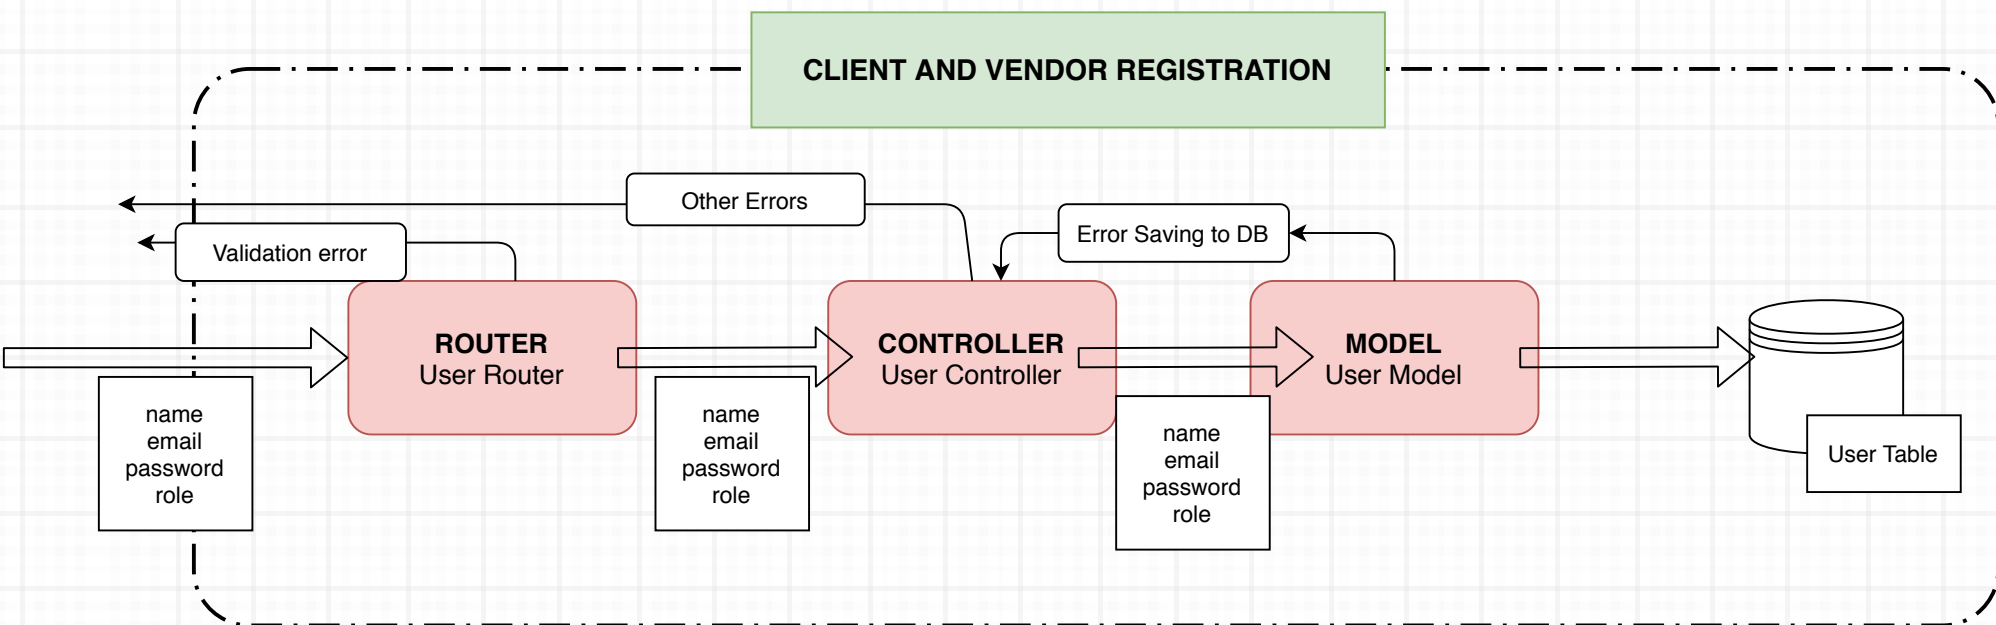 CLIENT AND VENDOR REGISTRATION
Other Errors
Validation error
Error Saving to DB
ROUTER
User Router
CONTROLLER
User Controller
MODEL
User Model
name
email
password
role
name
email
password
role
name
email
password
role
User Table